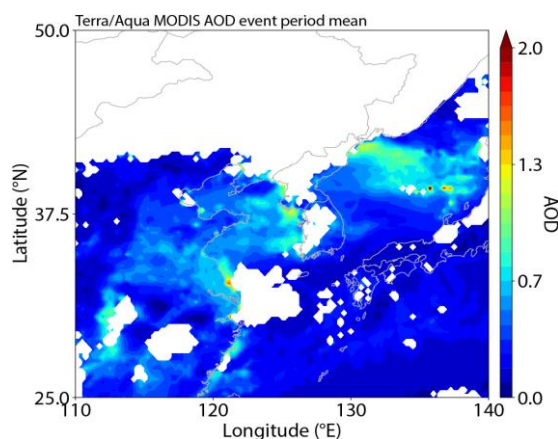 Terra/Aqua MODIS AOD event period mean
50.0
37.5
25.0
Latitude (°N)
110
120
130
140
Longitude (°E)
2.0
1.3
0.7
0.0
AOD